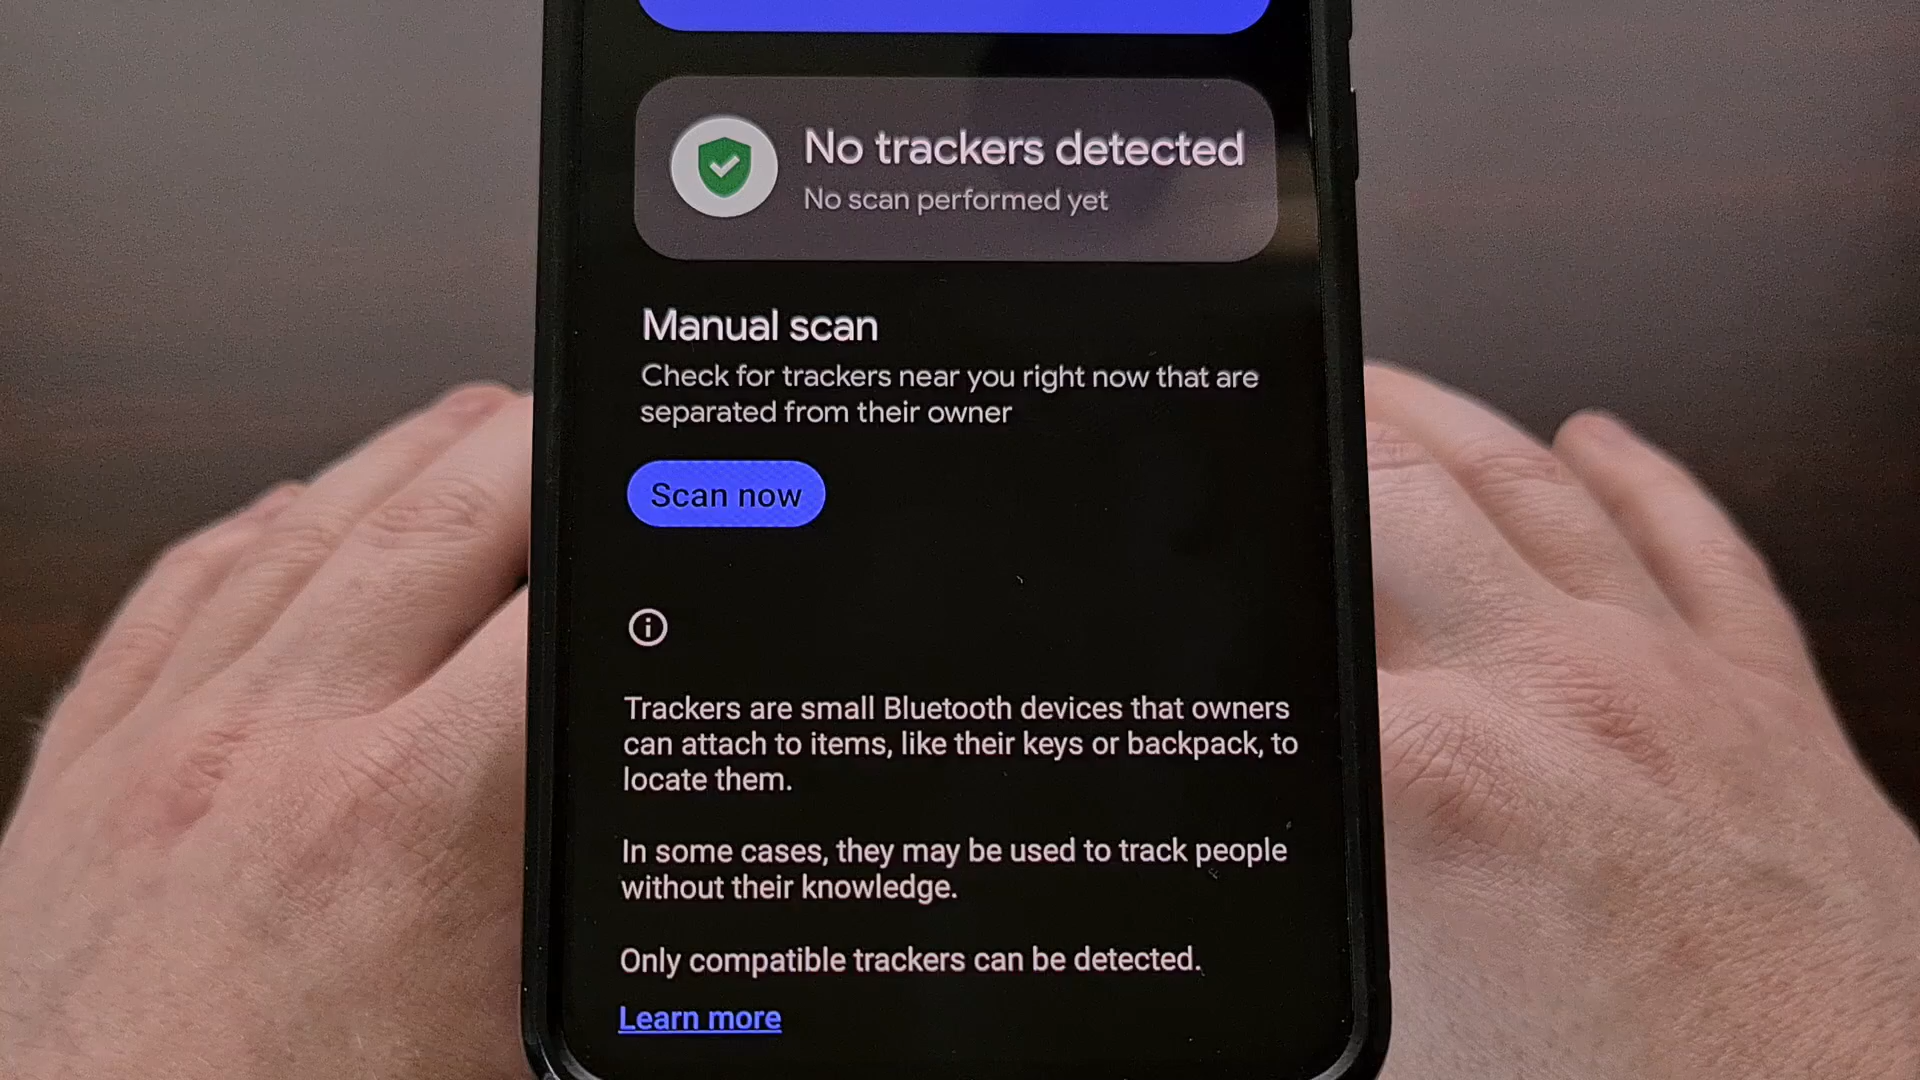 No trackers detected
No scan performed yet
Manual scan
Check for trackers near you right now that are
separated from their owner
Scan now
Trackers are small Bluetooth devices that owners
can attach to items, like their keys or backpack, to
locate them.
In some cases, they may be used to track people
without their knowledge.
Only compatible trackers can be detected.
Learn more